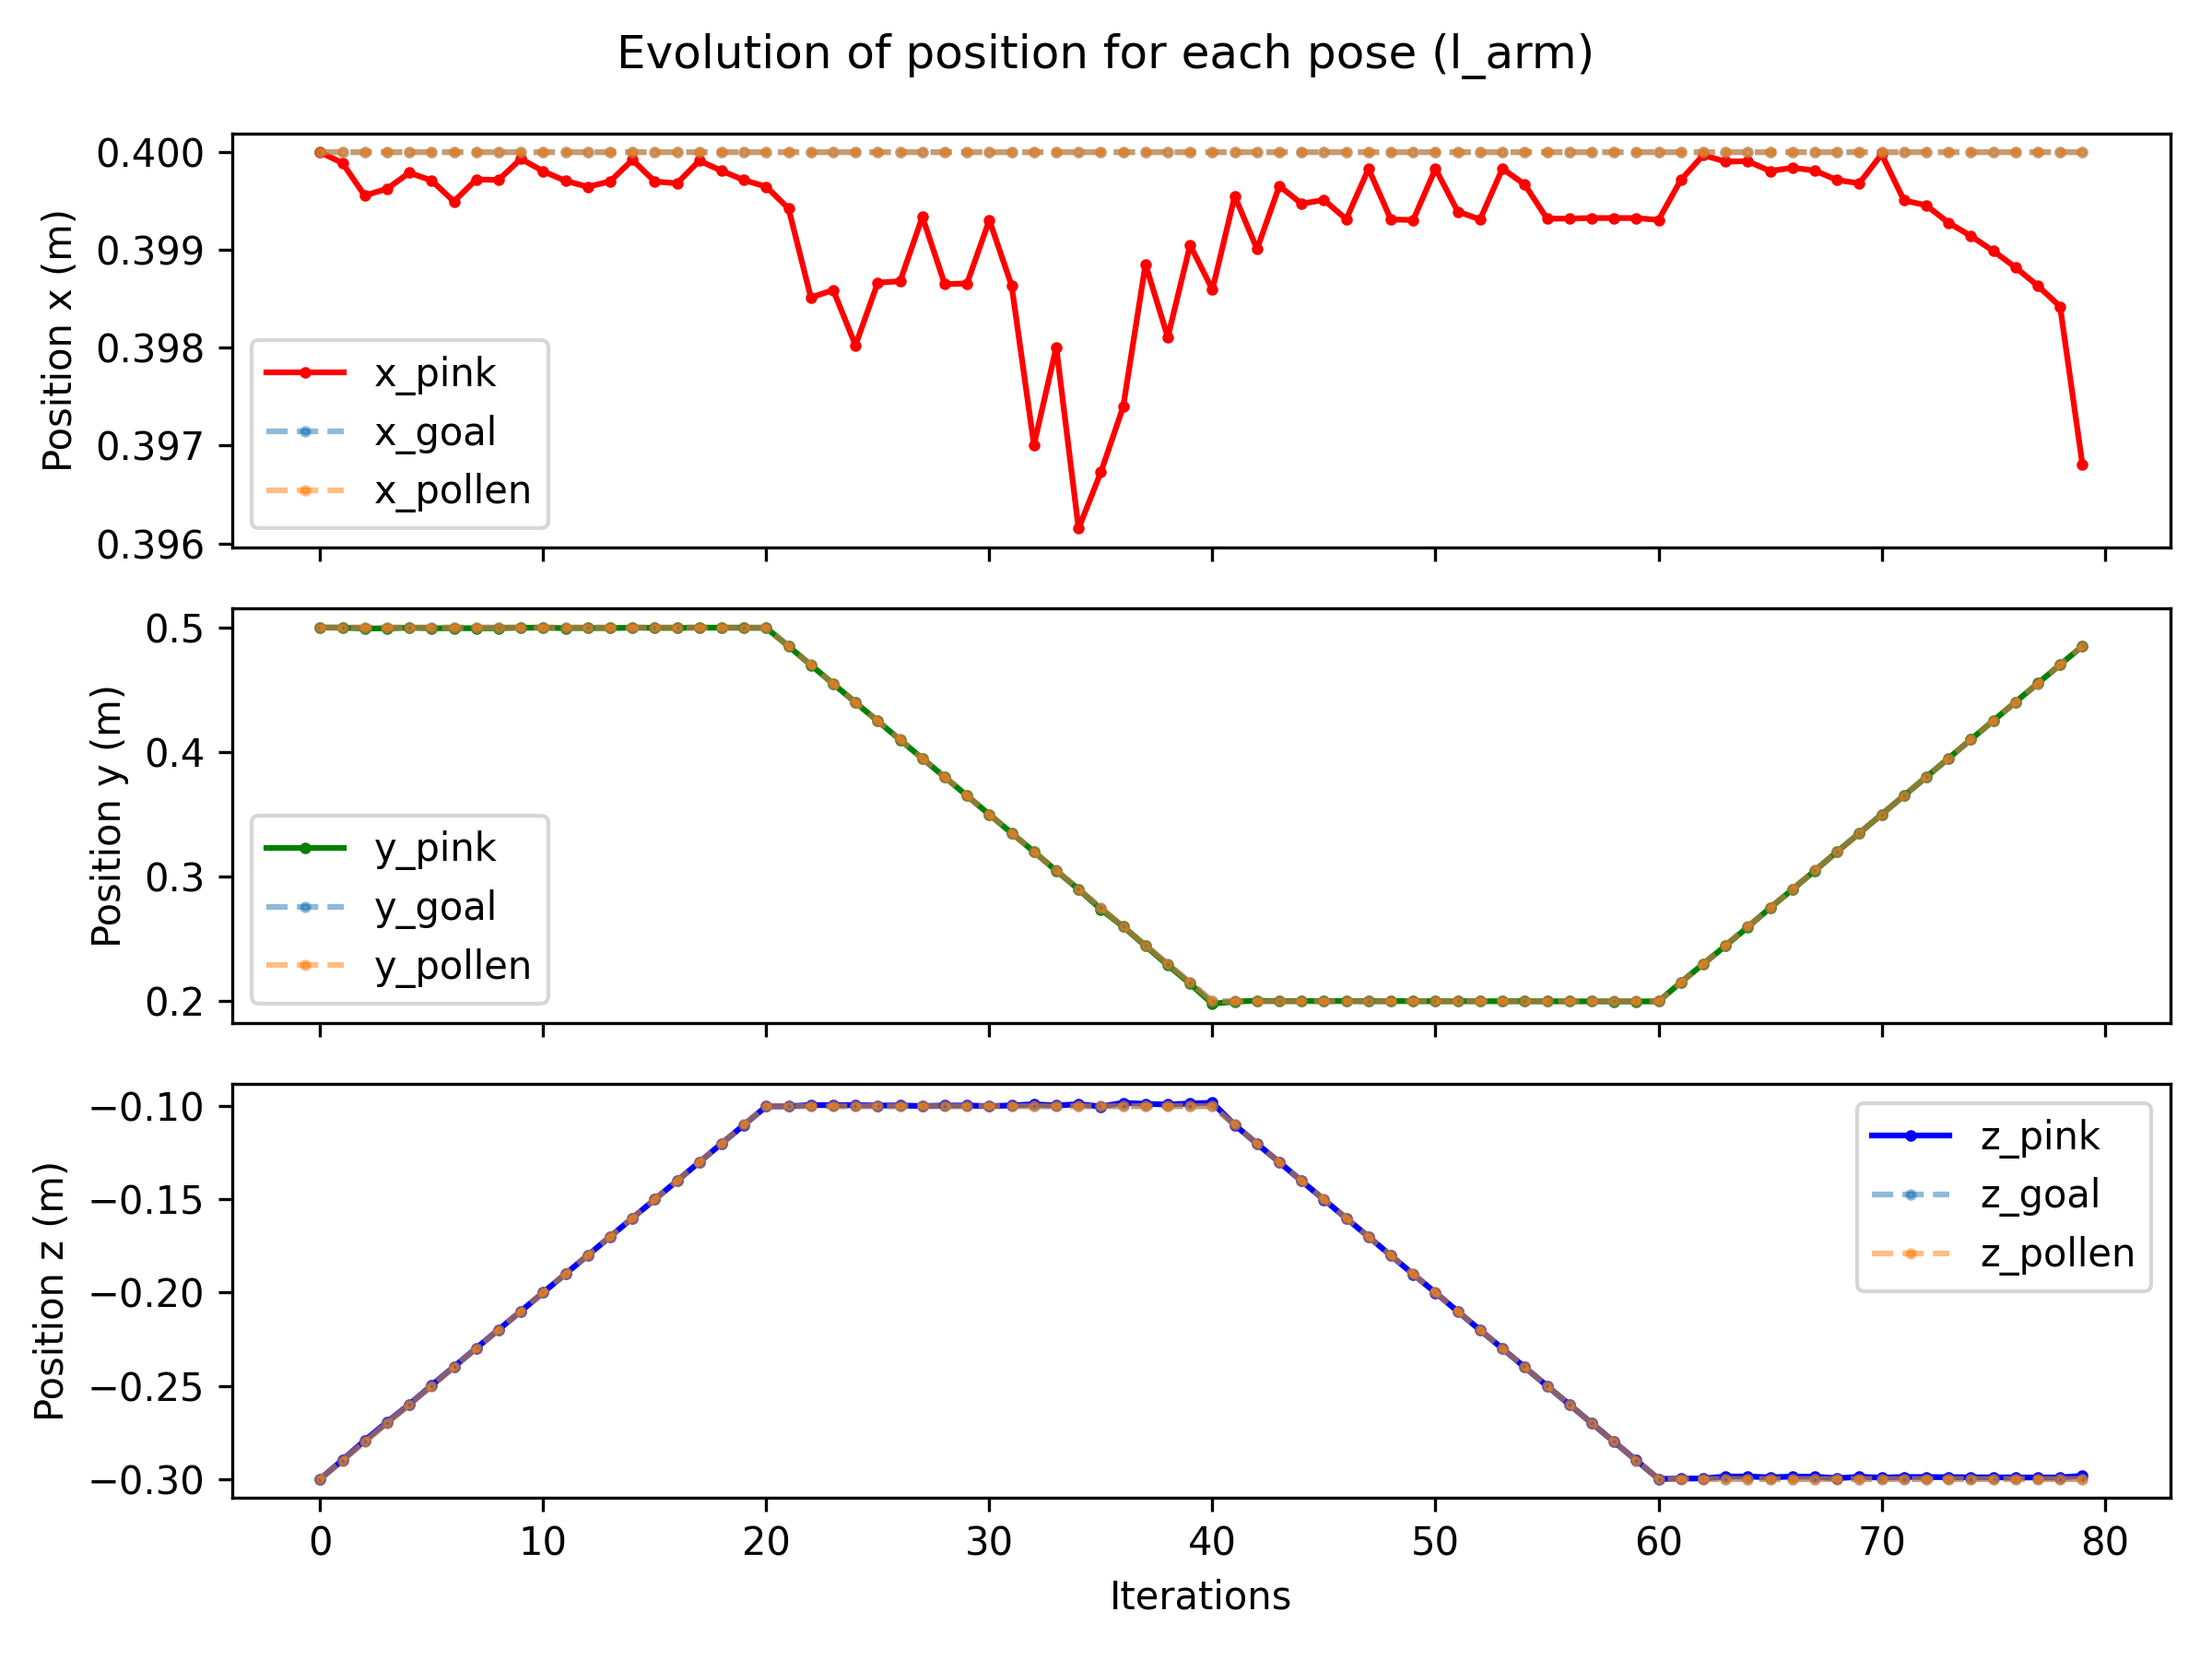 Evolution of position for each pose (l_arm)
Position x (m)
0.400
0.399
0.398
0.397
0.396
x_pink
x_goal
x_pollen
Position y (m)
0.5
0.4
0.3
0.2
y_pink
y_goal
y_pollen
Position z (m)
−0.10
−0.15
−0.20
−0.25
−0.30
z_pink
z_goal
z_pollen
0 10 20 30 40 50 60 70 80
Iterations